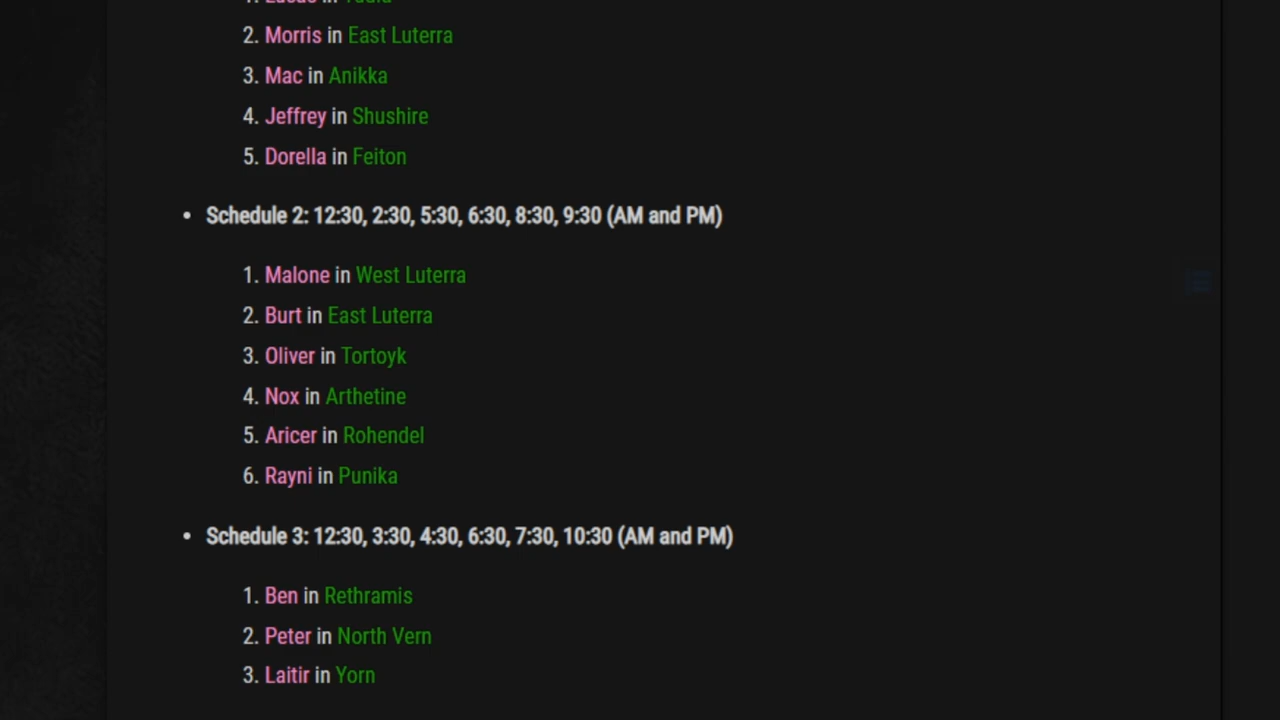 2. Morris in East Luterra
3. Mac in Anikka
4. Jeffrey in Shushire
5. Dorella in Feiton
• Schedule 2: 12:30, 2:30, 5:30, 6:30, 8:30, 9:30 (AM and PM)
1. Malone in West Luterra
2. Burt in East Luterra
3. Oliver in Tortoyk
4. Nox in Arthetine
5. Aricer in Rohendel
6. Rayni in Punika
• Schedule 3: 12:30, 3:30, 4:30, 6:30, 7:30, 10:30 (AM and PM)
1. Ben in Rethramis
2. Peter in North Vern
3. Laitir in Yorn